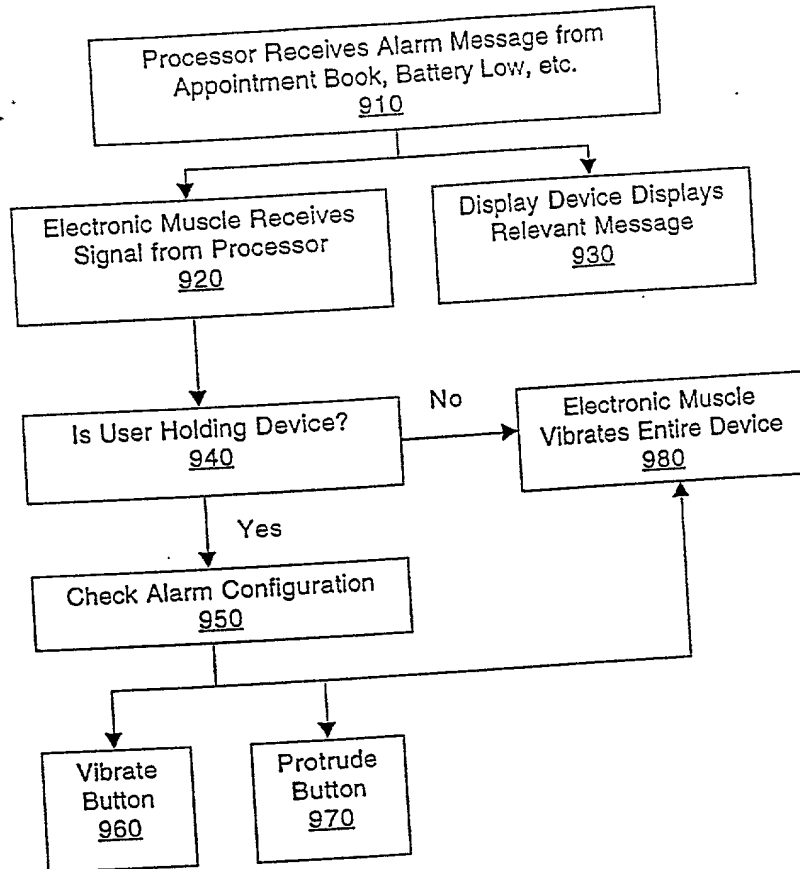 Processor Receives Alarm Message from
Appointment Book, Battery Low, etc.
910
Electronic Muscle Receives
Signal from Processor
920
Display Device Displays
Relevant Message
930
Is User Holding Device?
940
No
Electronic Muscle
Vibrates Entire Device
980
Yes
Check Alarm Configuration
950
Vibrate
Button
960
Protrude
Button
970